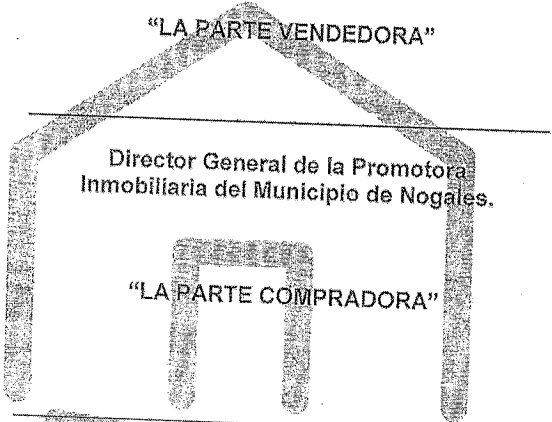 “LA PARTE VENDEDORA”
Director General de la Promotora
Inmobiliaria del Municipio de Nogales.
“LA PARTE COMPRADORA”